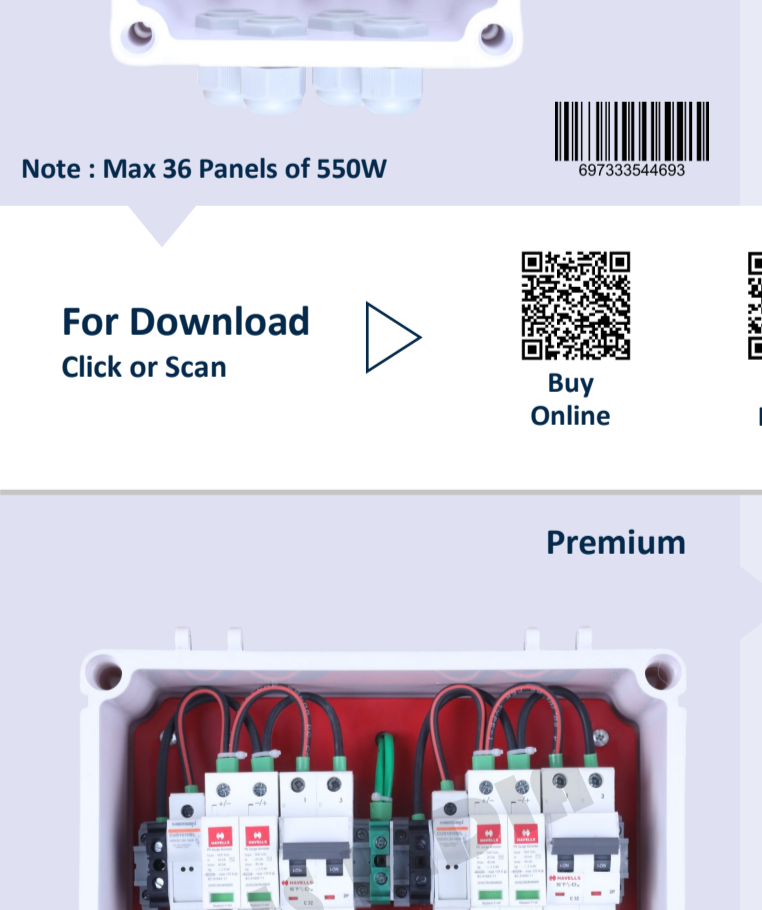 Note : Max 36 Panels of 550W
697333544693
For Download
Click or Scan
Buy
Online
Premium
HAVELLS
HAVELLS
HAVELLS
HAVELLS
HAVELLS